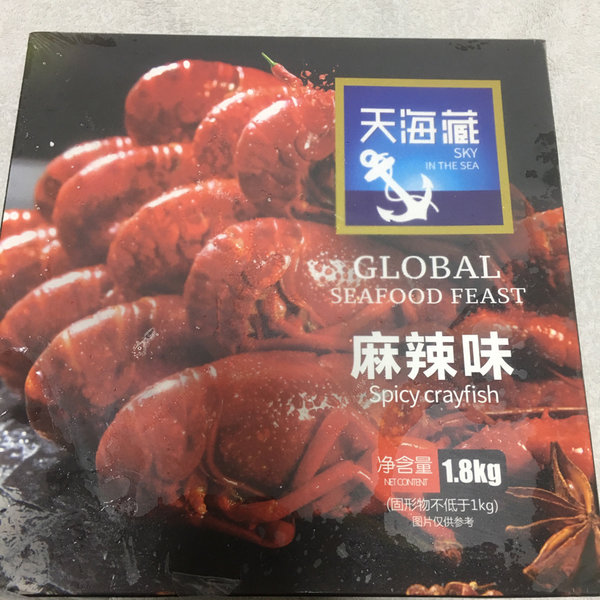 天海藏
SKY
IN THE SEA
GLOBAL
SEAFOOD FEAST
麻辣味
Spicy crayfish
净含量 1.8kg
NET CONTENT
(固形物不低于1kg)
图片仅供参考